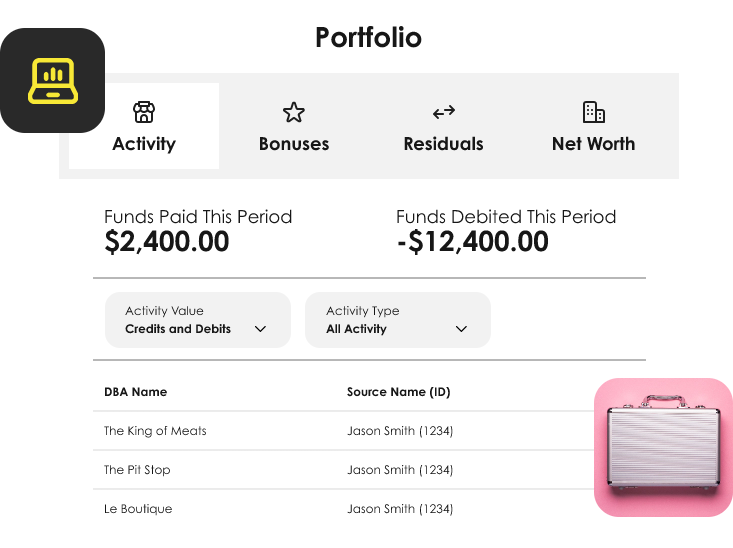 Portfolio
Activity
Bonuses
Residuals
Net Worth
Funds Paid This Period
Funds Debited This Period
$2,400.00
-$12,400.00
Activity Value
Activity Type
Credits and Debits
All Activity
DBA Name
Source Name (ID)
The King of Meats
Jason Smith (1234)
The Pit Stop
Jason Smith (1234)
Le Boutique
Jason Smith (1234)